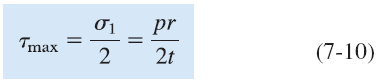 τmax = σ1/2 = pr/2t (7-10)